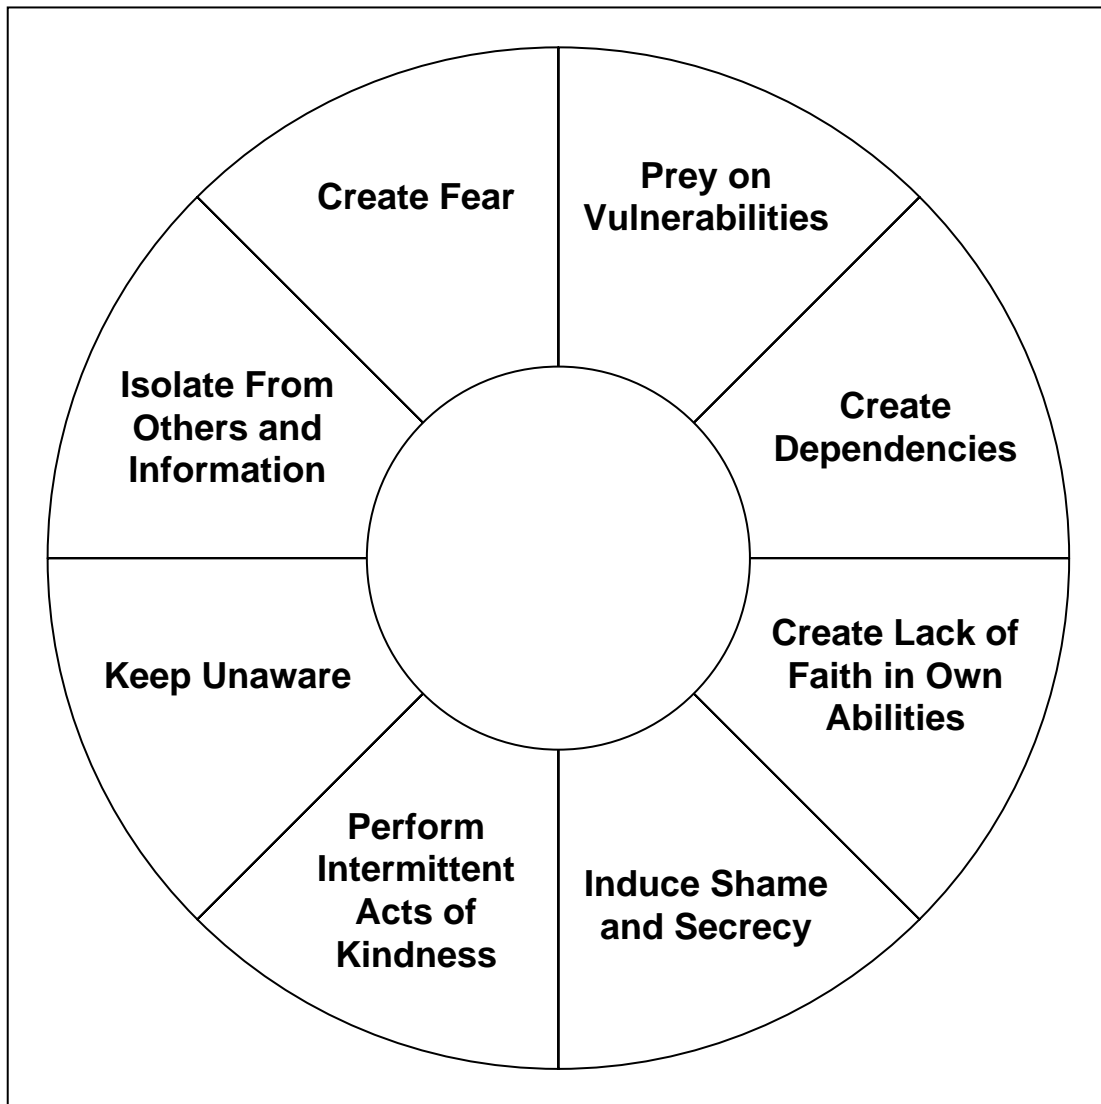 Create Fear
Prey on
Vulnerabilities
Create
Dependencies
Create Lack of
Faith in Own
Abilities
Induce Shame
and Secrecy
Perform
Intermittent
Acts of
Kindness
Keep Unaware
Isolate From
Others and
Information